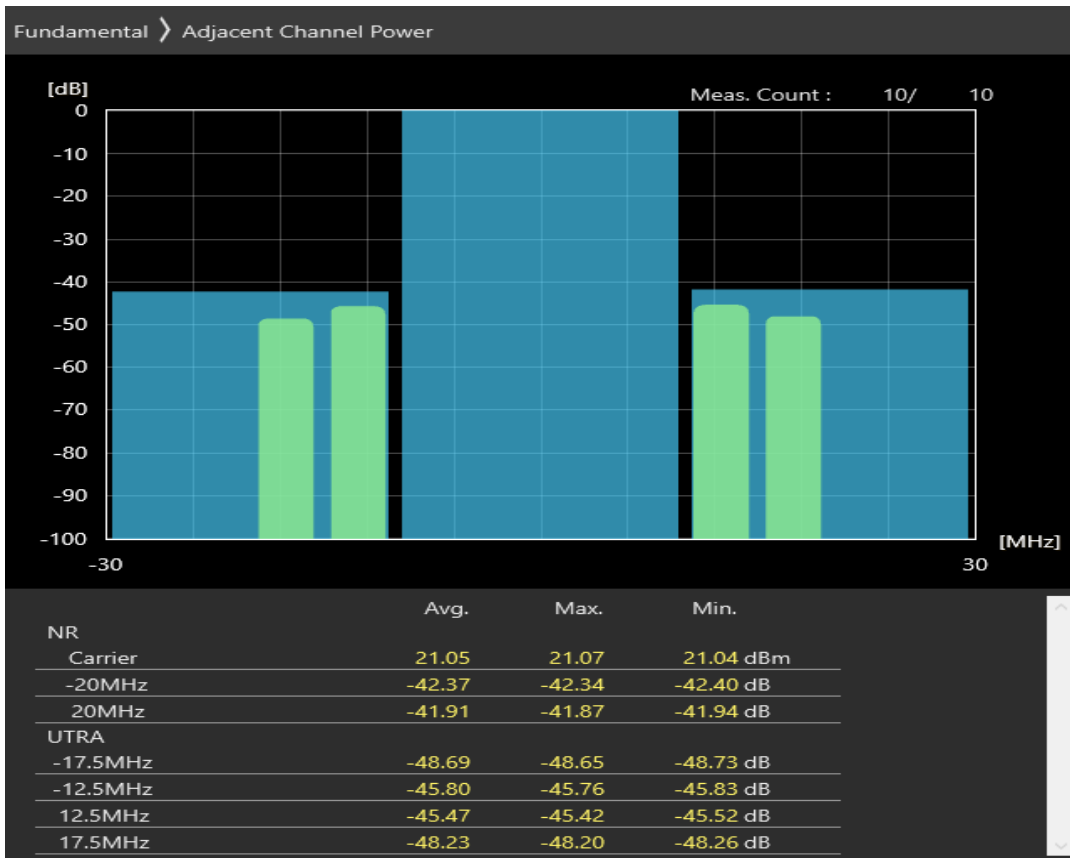 Fundamental 〉 Adjacent Channel Power
[dB]
Meas. Count : 10/ 10
0
-10
-20
-30
-40
-50
-60
-70
-80
-90
-100
[MHz]
-30 30
Avg. Max. Min.
NR
Carrier 21.05 21.07 21.04 dBm
-20MHz -42.37 -42.34 -42.40 dB
20MHz -41.91 -41.87 -41.94 dB
UTRA
-17.5MHz -48.69 -48.65 -48.73 dB
-12.5MHz -45.80 -45.76 -45.83 dB
12.5MHz -45.47 -45.42 -45.52 dB
17.5MHz -48.23 -48.20 -48.26 dB